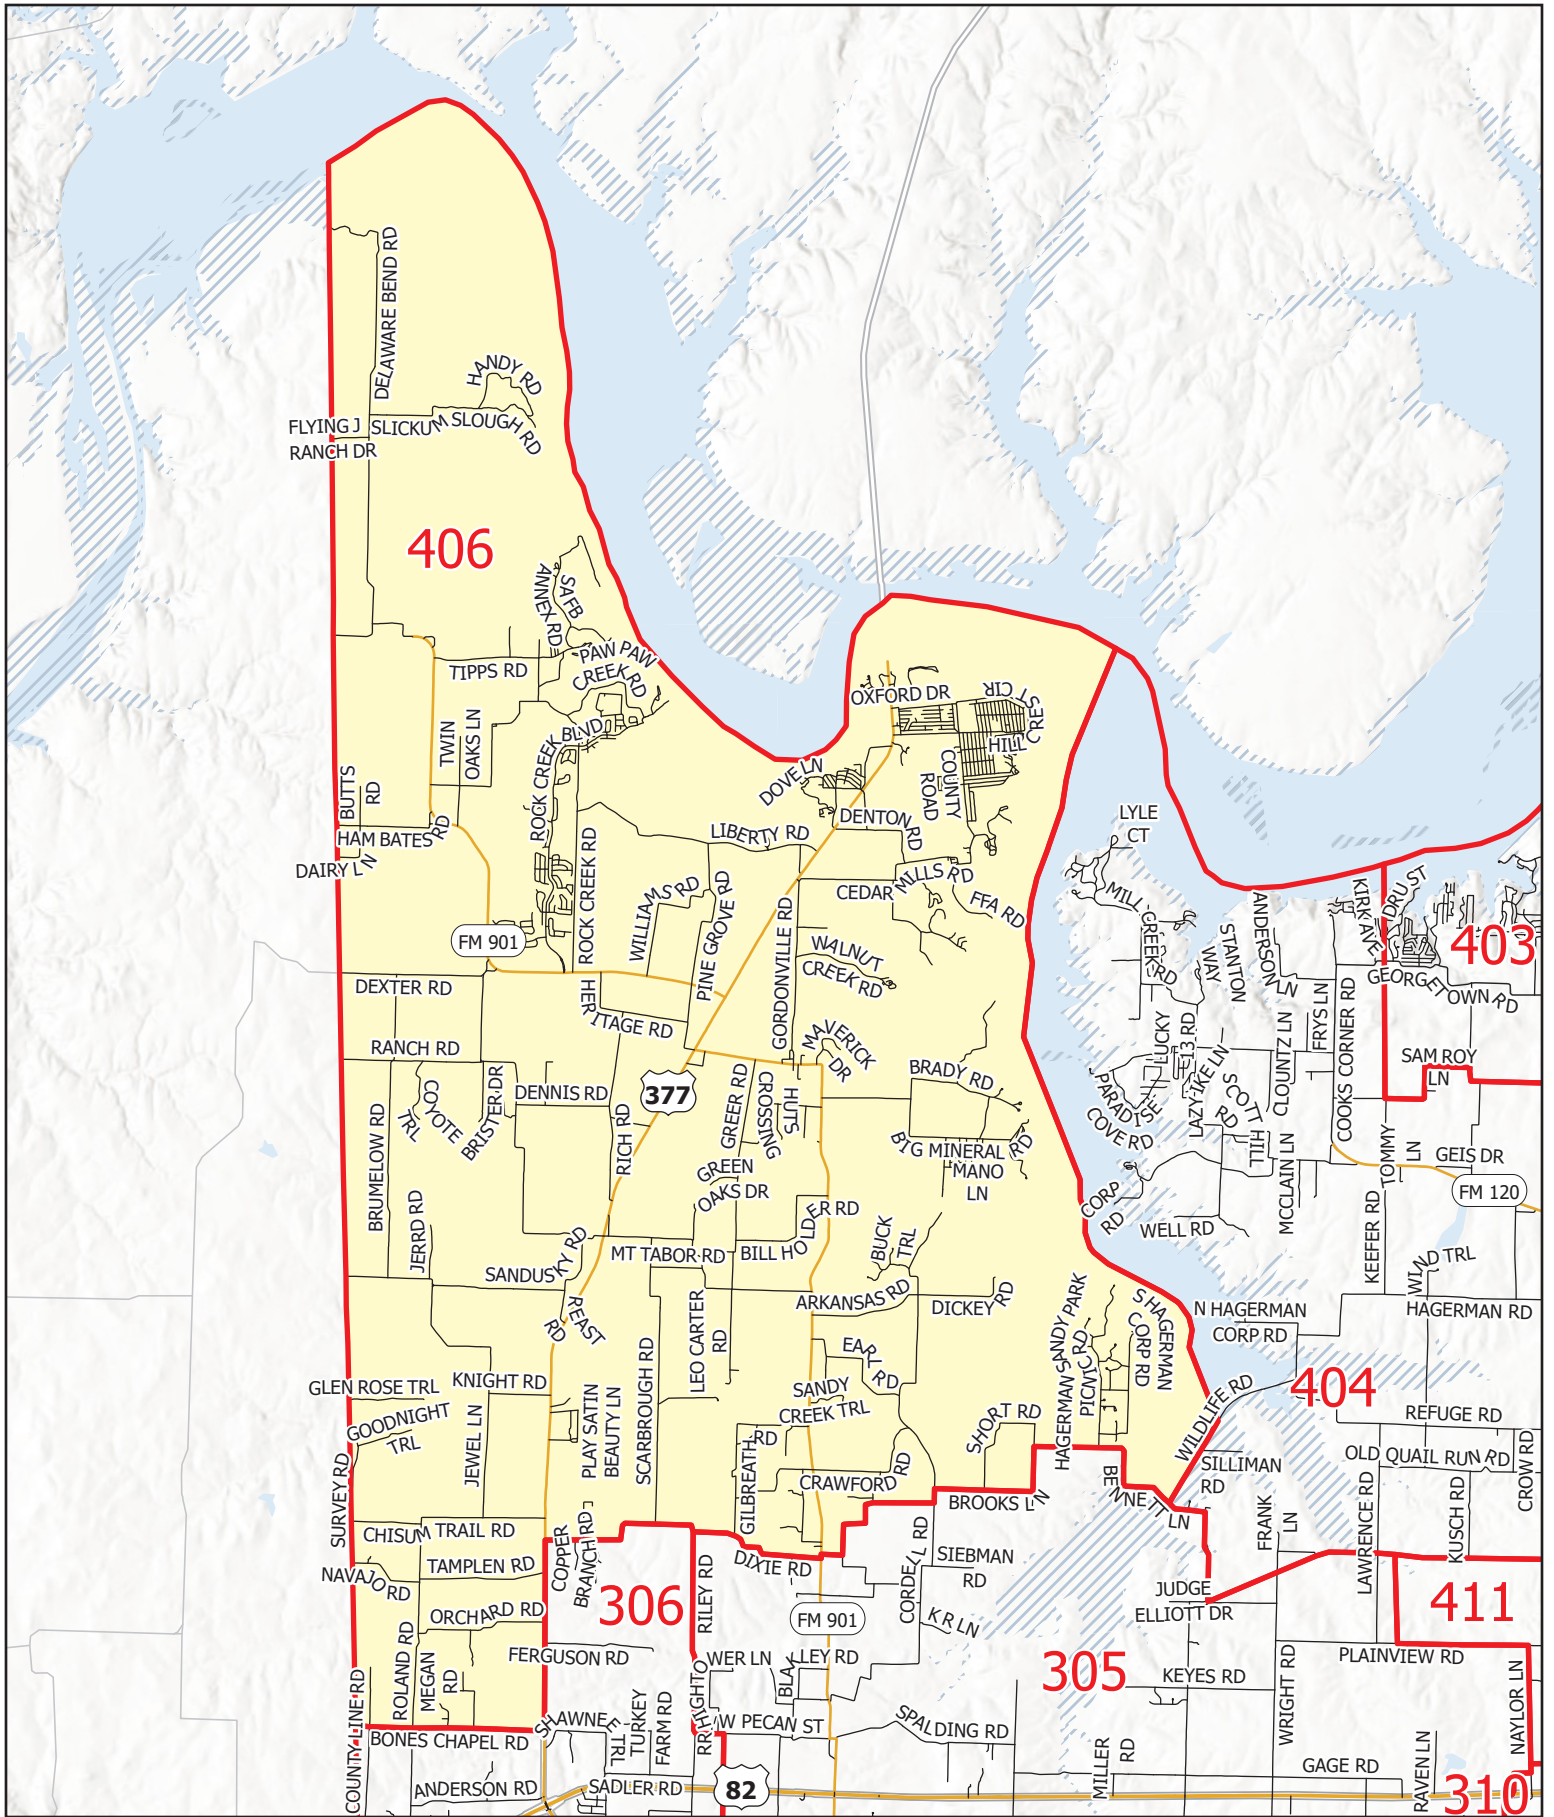 DELAWARE BEND RD
HANDY RD
FLYING J
RANCH DR
SLICKUM SLOUGH RD
406
SAFB
ANNEX RD
PAW PAW
CREEK RD
TIPPS RD
OXFORD DR
HILLCREST CIR
TWIN
OAKS LN
ROCK CREEK BLVD
COUNTY
ROAD
DOVE LN
BUTTS
RD
HAM BATES RD
DAIRY LN
LIBERTY RD
DENTON RD
LYLE
CT
ROCK CREEK RD
WILLIAMS RD
PINE GROVE RD
CEDAR MILLS RD
FFA RD
MILL CREEK RD
STANTON
WAY
ANDERSON LN
KIRK AVE
DRU ST
403
FM 901
GORDONVILLE RD
WALNUT
CREEK RD
GEORGETOWN RD
DEXTER RD
HERITAGE RD
MAVERICK
DR
LUCKY
13 RD
FRYS LN
COOKS CORNER RD
RANCH RD
COYOTE
TRL
BRISTER DR
DENNIS RD
377
GREER RD
HUTS
CROSSING
BRADY RD
PARADISE
COVE RD
LAZY IKE LN
SCOTT HILL
RD
CLOUNTZ LN
SAM ROY
LN
BRUMELOW RD
RICH RD
BIG MINERAL RD
MANO
LN
GREEN
OAKS DR
MCCLAIN LN
TOMMY
LN
GEIS DR
FM 120
JERRD RD
CORP
RD
WELL RD
KEEFER RD
WIND TRL
SANDUSKY RD
MT TABOR RD
BILL HOLDER RD
BUCK
TRL
REAST
RD
LEO CARTER
RD
ARKANSAS RD
DICKEY RD
HAGERMAN SANDY PARK
PICNIC RD
S HAGERMAN
CORP RD
N HAGERMAN
CORP RD
HAGERMAN RD
EARL RD
SCARBROUGH RD
GLEN ROSE TRL
KNIGHT RD
SANDY
CREEK TRL
WILDLIFE RD
404
GOODNIGHT
TRL
JEWEL LN
PLAY SATIN
BEAUTY LN
SHORT RD
REFUGE RD
GILBREATH
RD
CRAWFORD RD
SILLIMAN
RD
OLD QUAIL RUN RD
CROW RD
SURVEY RD
CHISUM TRAIL RD
BROOKS LN
BENNETT LN
FRANK
LN
LAWRENCE RD
KUSCH RD
COPPER
BRANCH RD
DIXIE RD
CORDELL RD
SIEBMAN
RD
NAVAJO RD
TAMPLEN RD
306
RILEY RD
JUDGE
ELLIOTT DR
411
ORCHARD RD
FM 901
K R LN
ROLAND RD
MEGAN
RD
FERGUSON RD
WER LN
BLAKLEY RD
305
KEYES RD
PLAINVIEW RD
NAYLOR LN
WRIGHT RD
COUNTY LINE RD
SHAWNEE TRL
TURKEY
FARM RD
W PECAN ST
SPALDING RD
BONES CHAPEL RD
MILLER
RD
GAGE RD
RAVEN LN
ANDERSON RD
SADLER RD
82
310